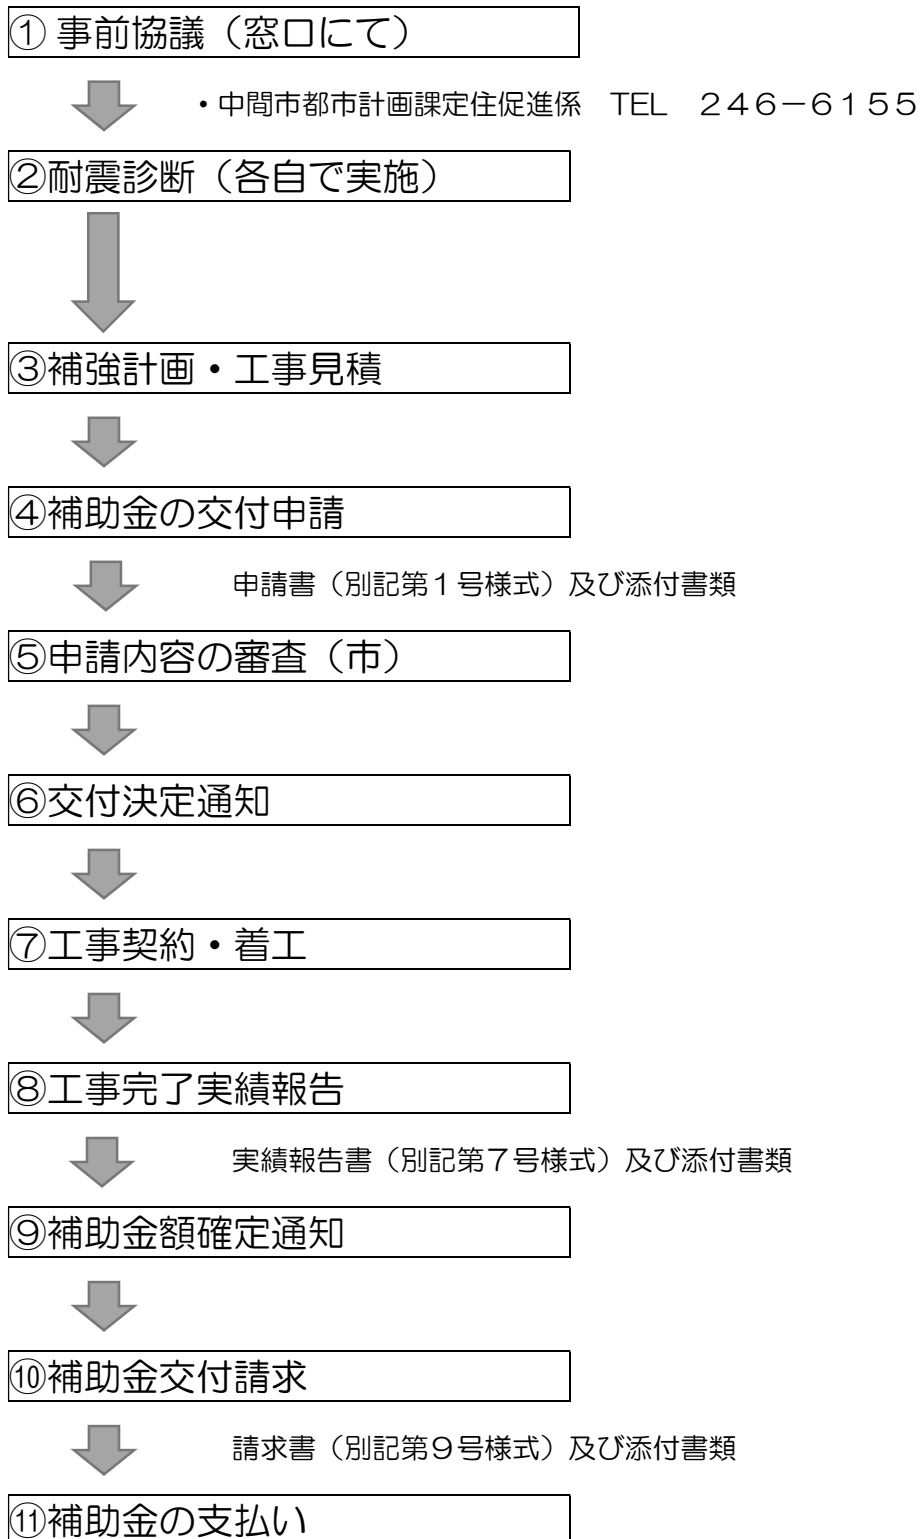 ① 事前協議（窓口にて）
・中間市都市計画課定住促進係　TEL　２４６－６１５５
②耐震診断（各自で実施）
③補強計画・工事見積
④補助金の交付申請
申請書（別記第１号様式）及び添付書類
⑤申請内容の審査（市）
⑥交付決定通知
⑦工事契約・着工
⑧工事完了実績報告
実績報告書（別記第７号様式）及び添付書類
⑨補助金額確定通知
⑩補助金交付請求
請求書（別記第９号様式）及び添付書類
⑪補助金の支払い